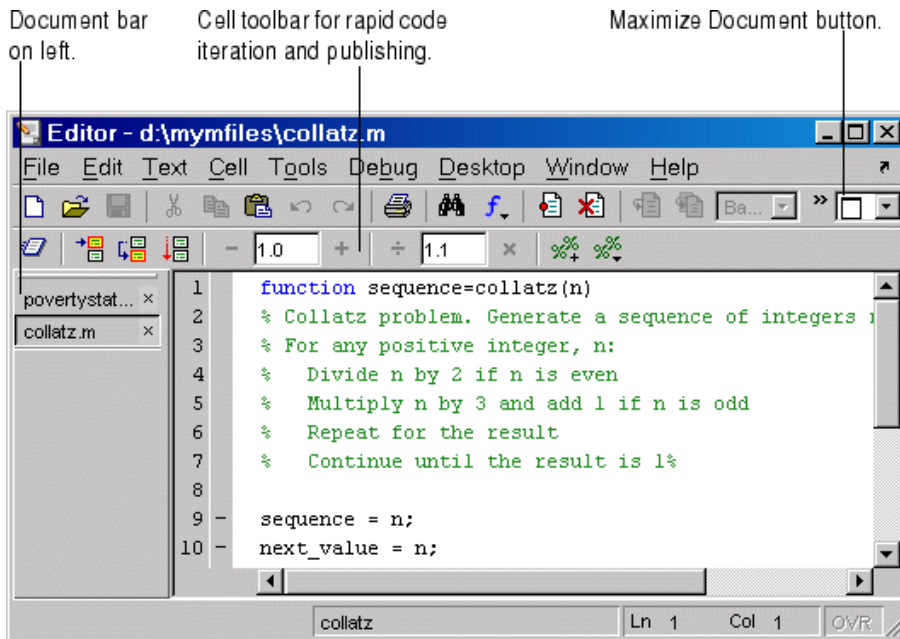 Document bar on left.
Cell toolbar for rapid code iteration and publishing.
Maximize Document button.
Editor - d:\mymfiles\collatz.m
File Edit Text Cell Tools Debug Desktop Window Help
Ba...
1.0
1.1
povertystat...
collatz.m
1 function sequence=collatz(n)
2 % Collatz problem. Generate a sequence of integers
3 % For any positive integer, n:
4 %   Divide n by 2 if n is even
5 %   Multiply n by 3 and add 1 if n is odd
6 %   Repeat for the result
7 %   Continue until the result is 1%
8
9 - sequence = n;
10 - next_value = n;
collatz
Ln 1 Col 1 OVR